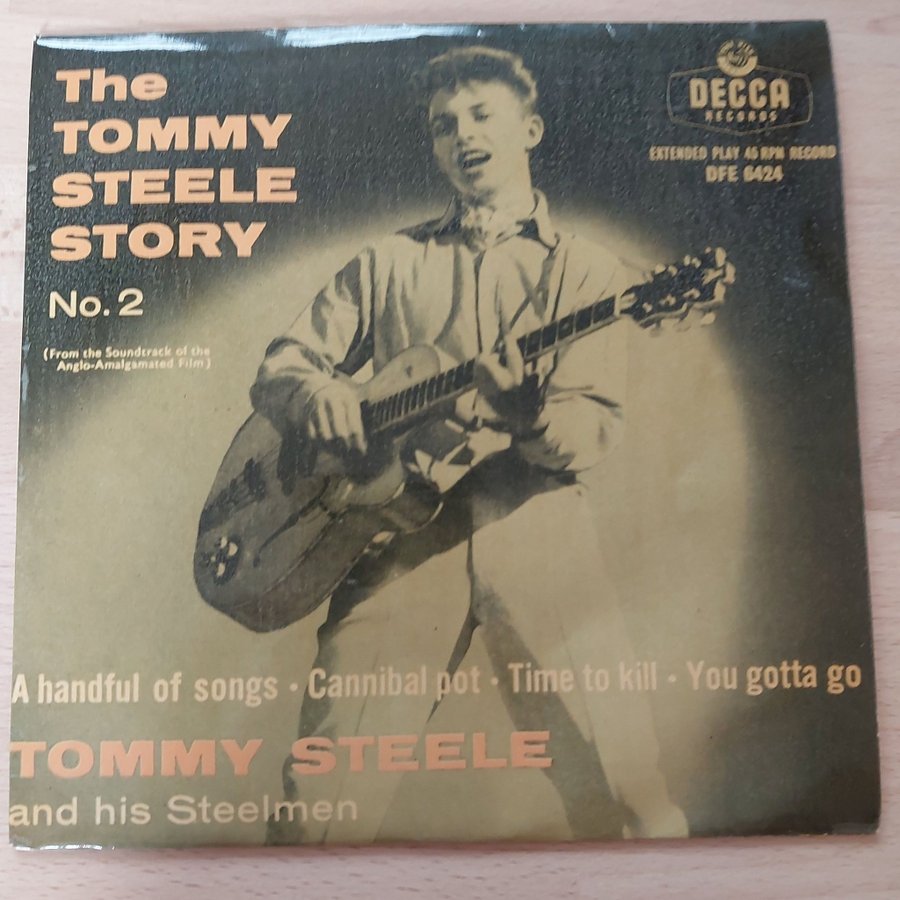 The
TOMMY
STEELE
STORY
No. 2
(From the Soundtrack of the
Anglo-Amalgamated Film)
DECCA
RECORDS
EXTENDED PLAY 45 RPM RECORD
DFE 6424
A handful of songs · Cannibal pot · Time to kill · You gotta go
TOMMY STEELE
and his Steelmen